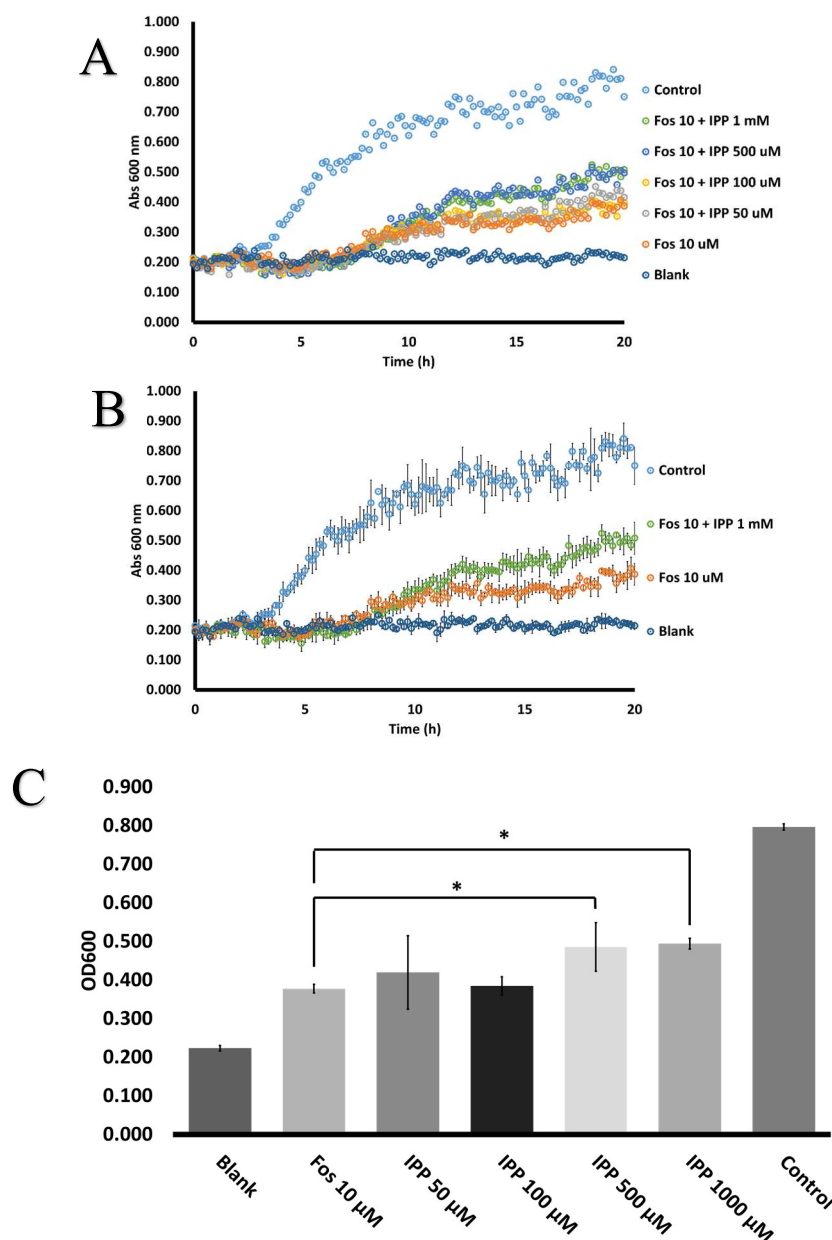 A
1.000
0.900
0.800
0.700
0.600
0.500
0.400
0.300
0.200
0.100
0.000
Abs 600 nm
0 5 10 15 20
Time (h)
Control
Fos 10 + IPP 1 mM
Fos 10 + IPP 500 uM
Fos 10 + IPP 100 uM
Fos 10 + IPP 50 uM
Fos 10 uM
Blank
B
1.000
0.900
0.800
0.700
0.600
0.500
0.400
0.300
0.200
0.100
0.000
Abs 600 nm
0 5 10 15 20
Time (h)
Control
Fos 10 + IPP 1 mM
Fos 10 uM
Blank
C
0.900
0.800
0.700
0.600
0.500
0.400
0.300
0.200
0.100
0.000
OD600
*
*
Blank
Fos 10 µM
IPP 50 µM
IPP 100 µM
IPP 500 µM
IPP 1000 µM
Control